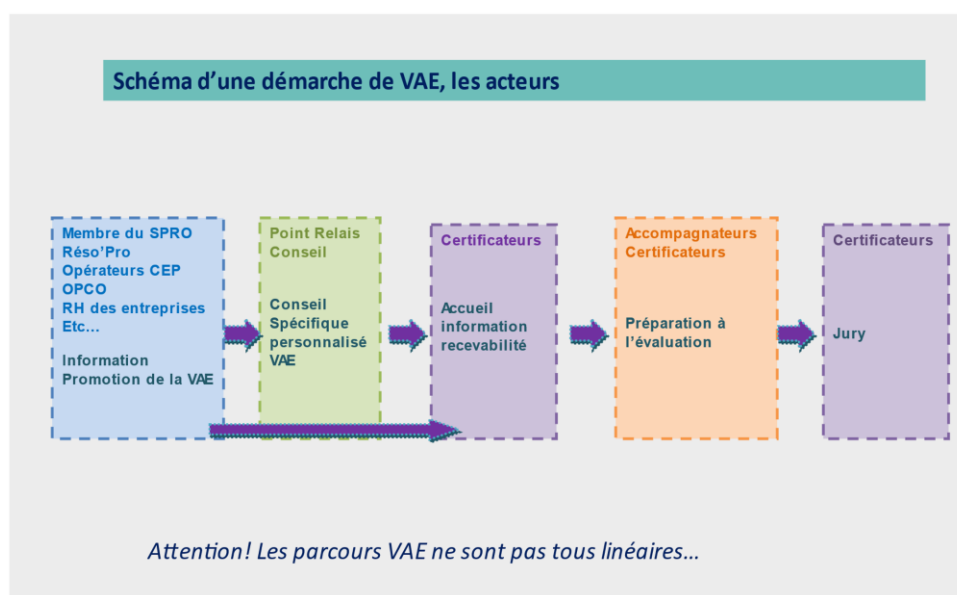 Schéma d’une démarche de VAE, les acteurs
Membre du SPRO
Réso’Pro
Opérateurs CEP
OPCO
RH des entreprises
Etc…
Information
Promotion de la VAE
Point Relais
Conseil
Conseil
Spécifique
personnalisé
VAE
Certificateurs
Accueil
information
recevabilité
Accompagnateurs
Certificateurs
Préparation à
l’évaluation
Certificateurs
Jury
Attention! Les parcours VAE ne sont pas tous linéaires…